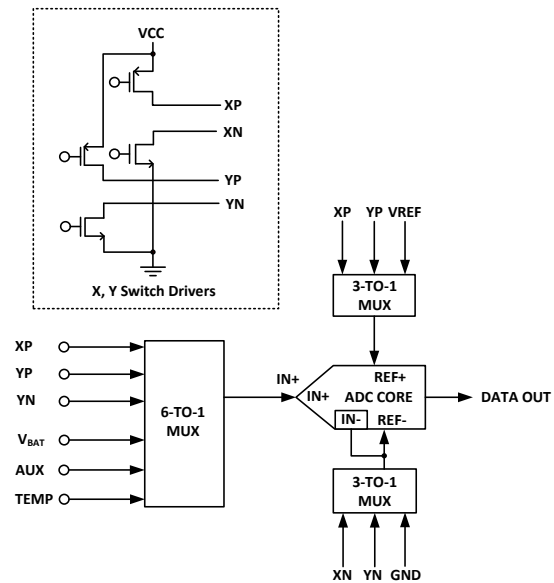 VCC
XP
XN
YP
YN
X, Y Switch Drivers
XP YP VREF
3-TO-1
MUX
XP
YP
YN
VBAT
AUX
TEMP
6-TO-1
MUX
IN+
IN+
REF+
ADC CORE
IN- REF-
DATA OUT
3-TO-1
MUX
XN YN GND